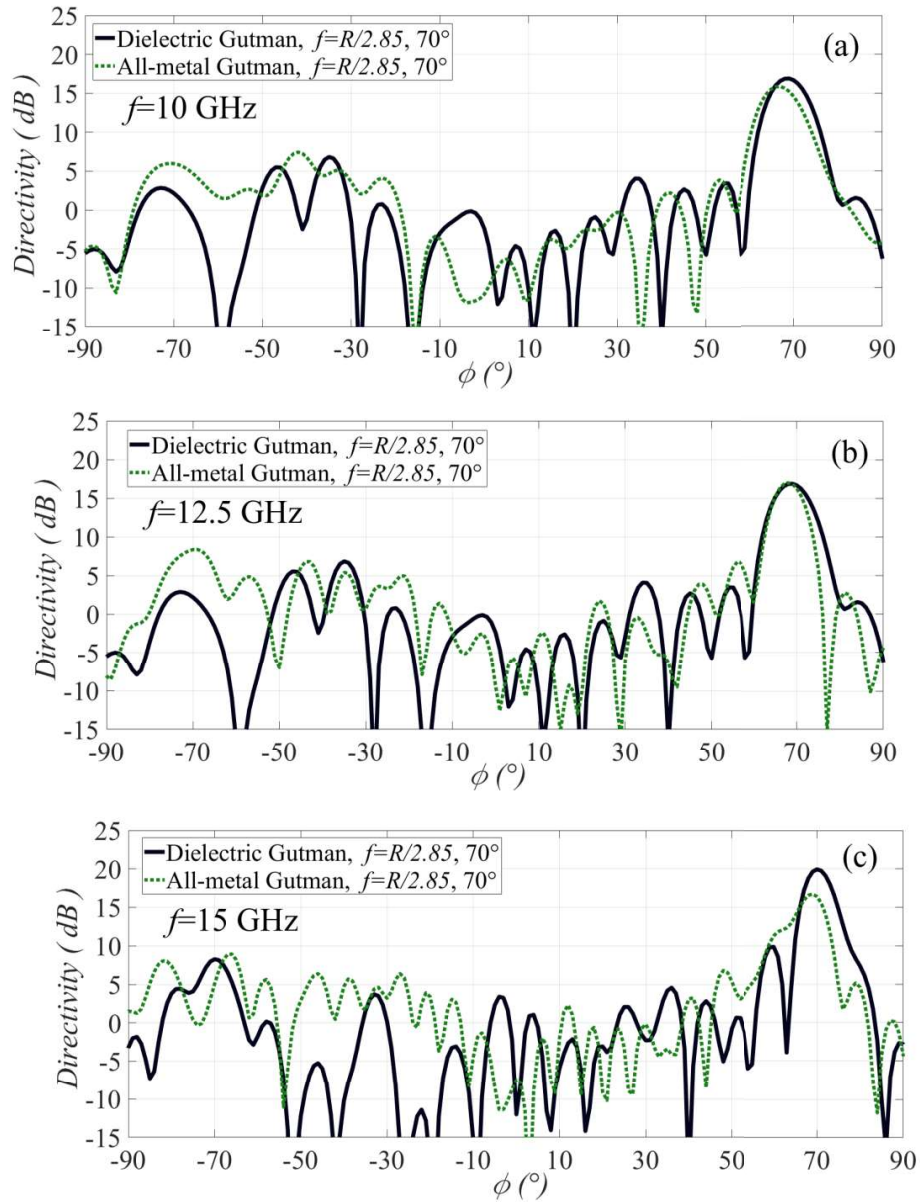 25
20
15
10
5
0
-5
-10
-15
Directivity ( dB )
Dielectric Gutman, f=R/2.85, 70°
All-metal Gutman, f=R/2.85, 70°
(a)
f=10 GHz
-90 -70 -50 -30 -10 10 30 50 70 90
ϕ (°)
25
20
15
10
5
0
-5
-10
-15
Directivity ( dB )
Dielectric Gutman, f=R/2.85, 70°
All-metal Gutman, f=R/2.85, 70°
(b)
f=12.5 GHz
-90 -70 -50 -30 -10 10 30 50 70 90
ϕ (°)
25
20
15
10
5
0
-5
-10
-15
Directivity ( dB )
Dielectric Gutman, f=R/2.85, 70°
All-metal Gutman, f=R/2.85, 70°
(c)
f=15 GHz
-90 -70 -50 -30 -10 10 30 50 70 90
ϕ (°)